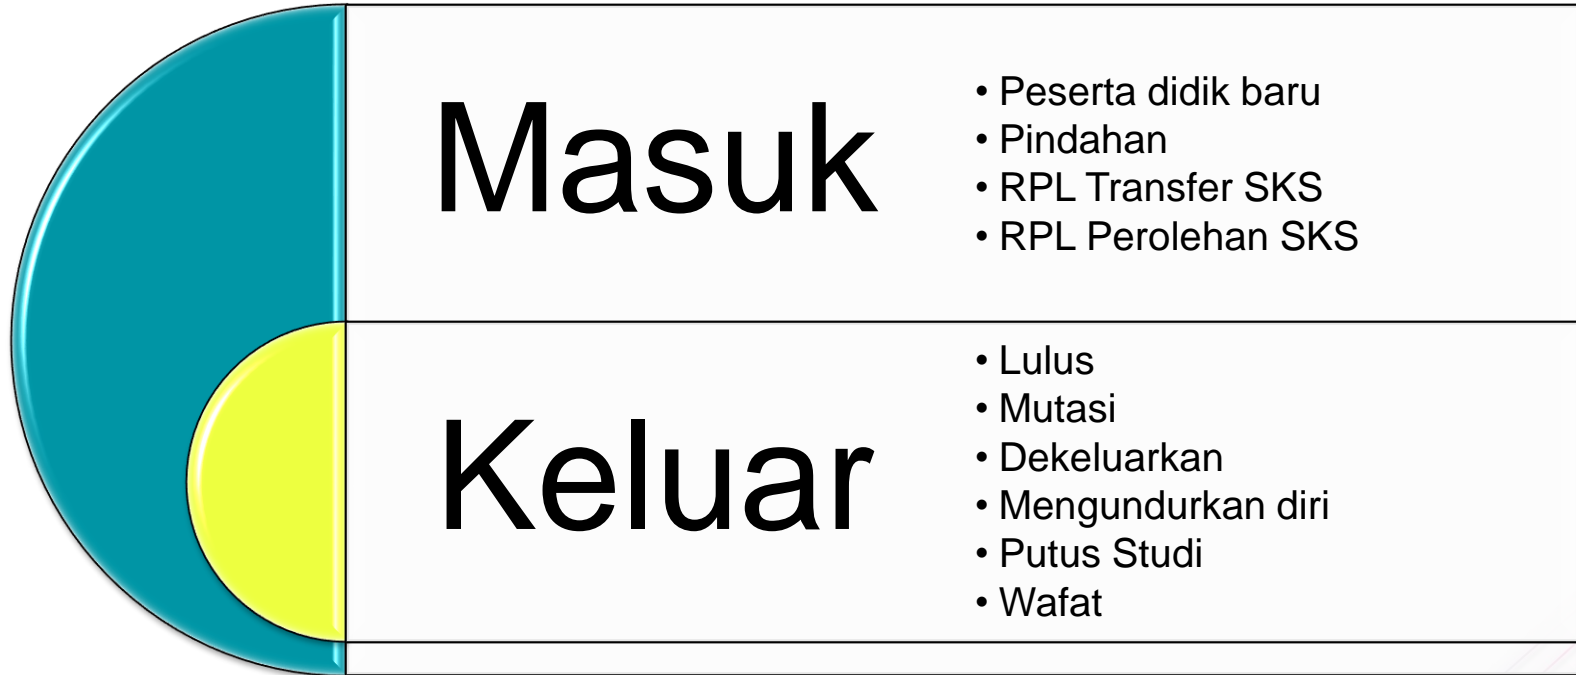 Masuk
• Peserta didik baru
• Pindahan
• RPL Transfer SKS
• RPL Perolehan SKS
Keluar
• Lulus
• Mutasi
• Dekeluarkan
• Mengundurkan diri
• Putus Studi
• Wafat